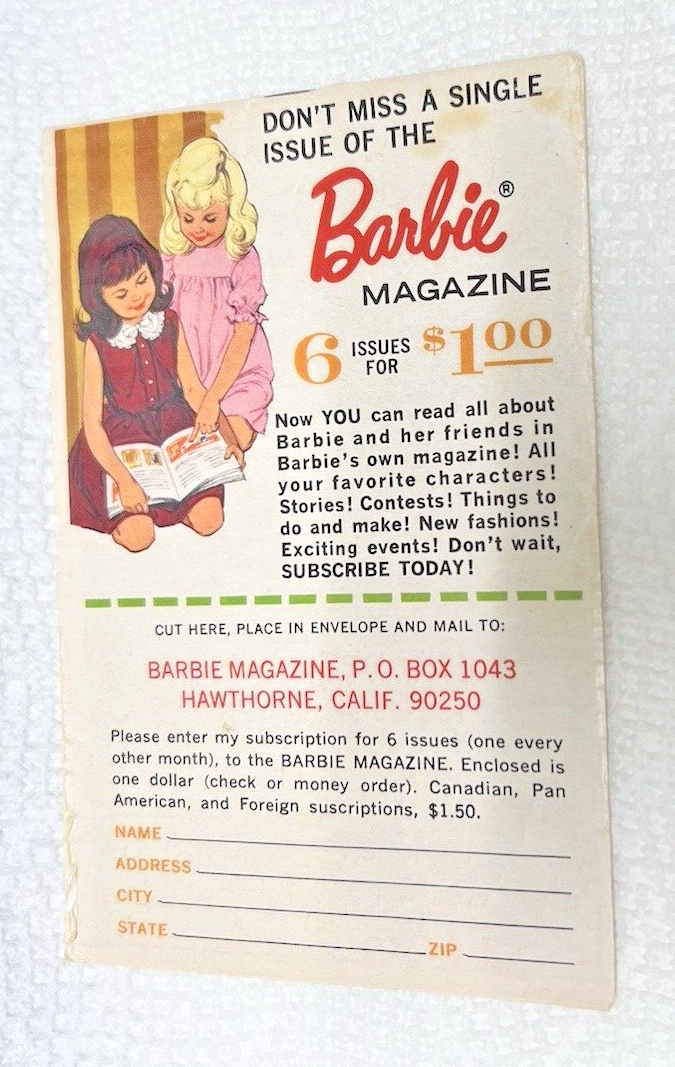 DON'T MISS A SINGLE
ISSUE OF THE
Barbie®
MAGAZINE
6 ISSUES FOR $1.00
Now YOU can read all about
Barbie and her friends in
Barbie's own magazine! All
your favorite characters!
Stories! Contests! Things to
do and make! New fashions!
Exciting events! Don't wait,
SUBSCRIBE TODAY!
CUT HERE, PLACE IN ENVELOPE AND MAIL TO:
BARBIE MAGAZINE, P.O. BOX 1043
HAWTHORNE, CALIF. 90250
Please enter my subscription for 6 issues (one every
other month), to the BARBIE MAGAZINE. Enclosed is
one dollar (check or money order). Canadian, Pan
American, and Foreign suscriptions, $1.50.
NAME
ADDRESS
CITY
STATE ZIP